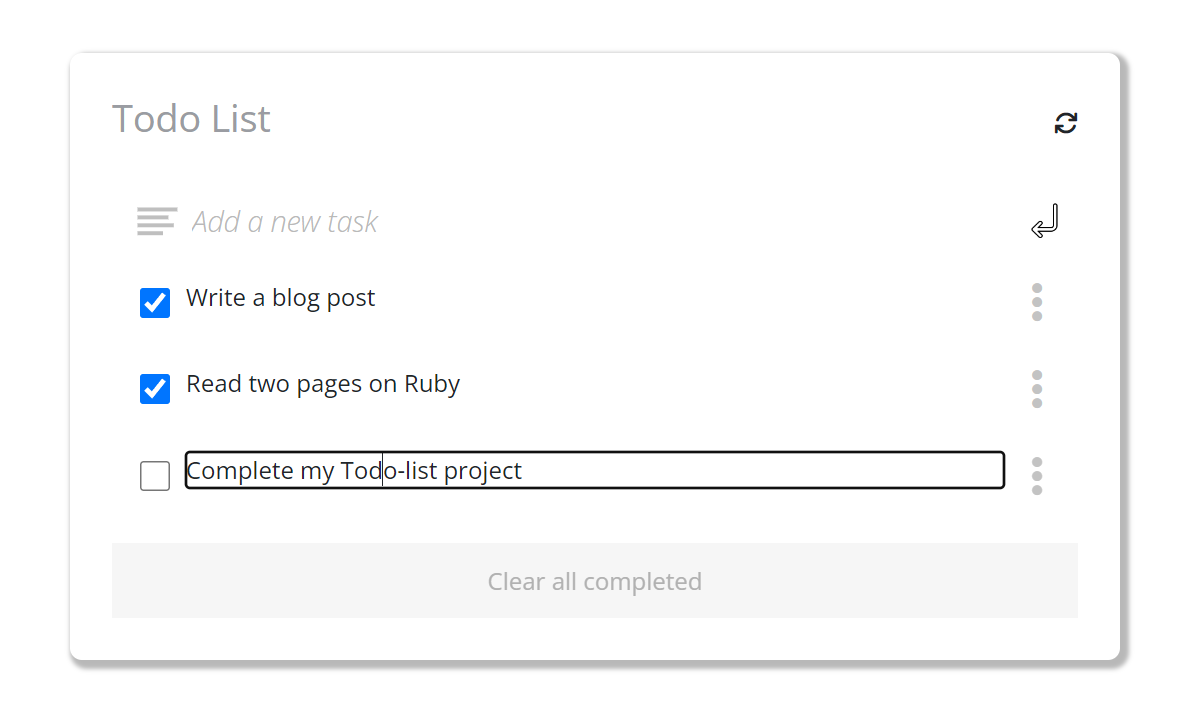 Todo List
Add a new task
Write a blog post
Read two pages on Ruby
Complete my Todo-list project
Clear all completed